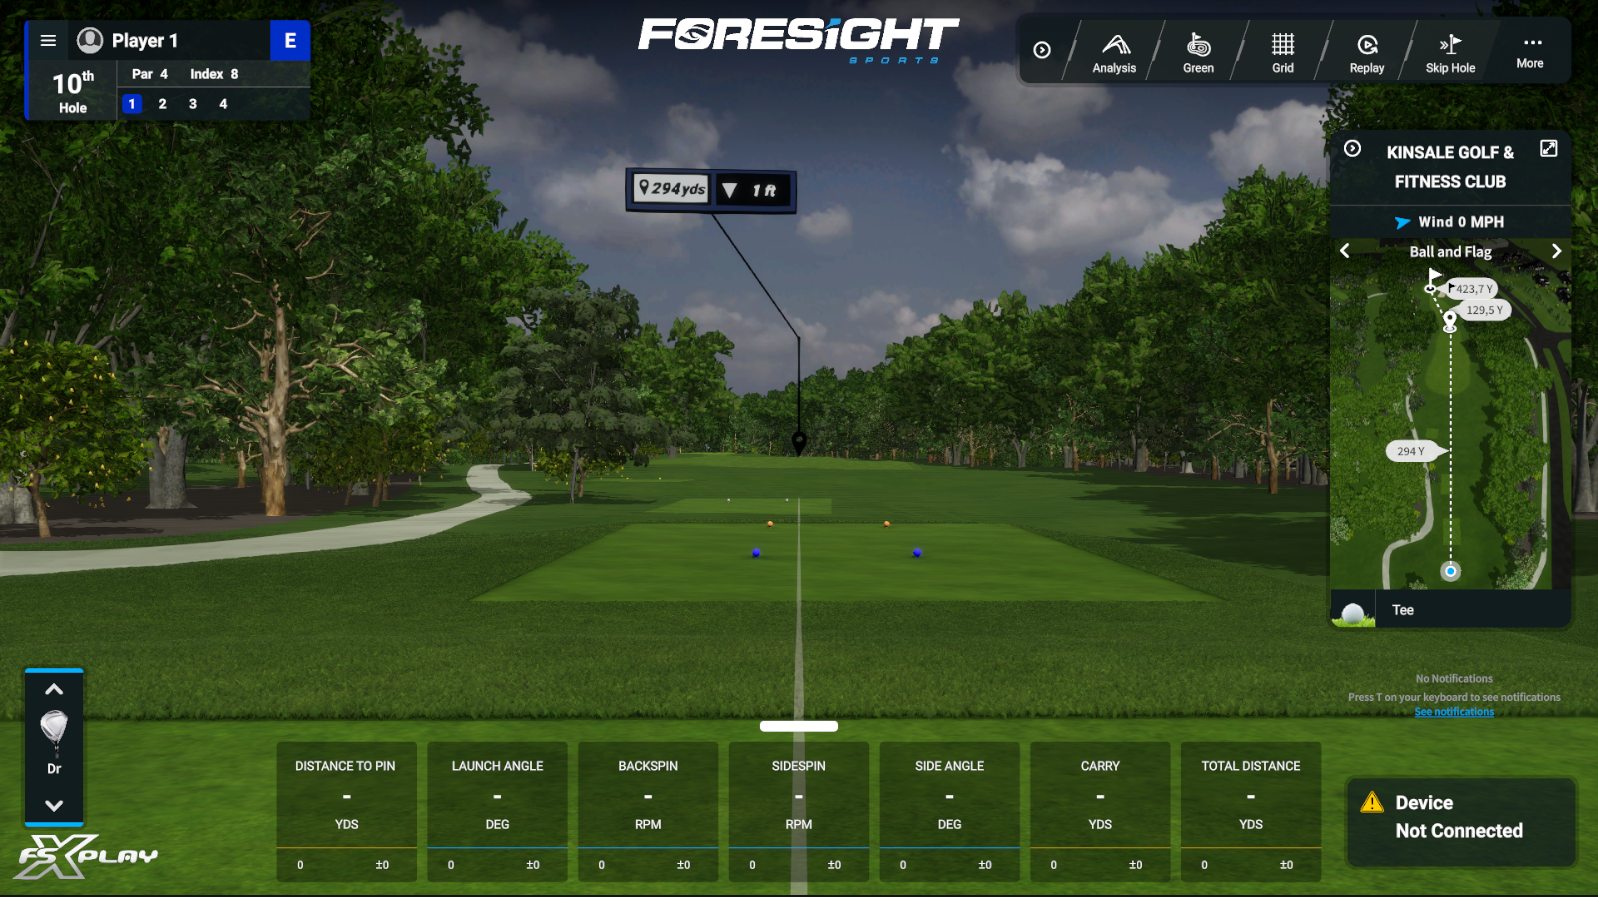 Player 1
E
10th
Hole
Par 4 Index 8
1 2 3 4
FORESIGHT
SPORTS
Analysis
Green
Grid
Replay
Skip Hole
More
294yds 1 ft
KINSALE GOLF &
FITNESS CLUB
Wind 0 MPH
Ball and Flag
423,7 Y
129,5 Y
294 Y
Tee
No Notifications
Press T on your keyboard to see notifications
See notifications
Dr
FSX PLAY
DISTANCE TO PIN
-
YDS
0 ±0
LAUNCH ANGLE
-
DEG
0 ±0
BACKSPIN
-
RPM
0 ±0
SIDESPIN
-
RPM
0 ±0
SIDE ANGLE
-
DEG
0 ±0
CARRY
-
YDS
0 ±0
TOTAL DISTANCE
-
YDS
0 ±0
Device
Not Connected